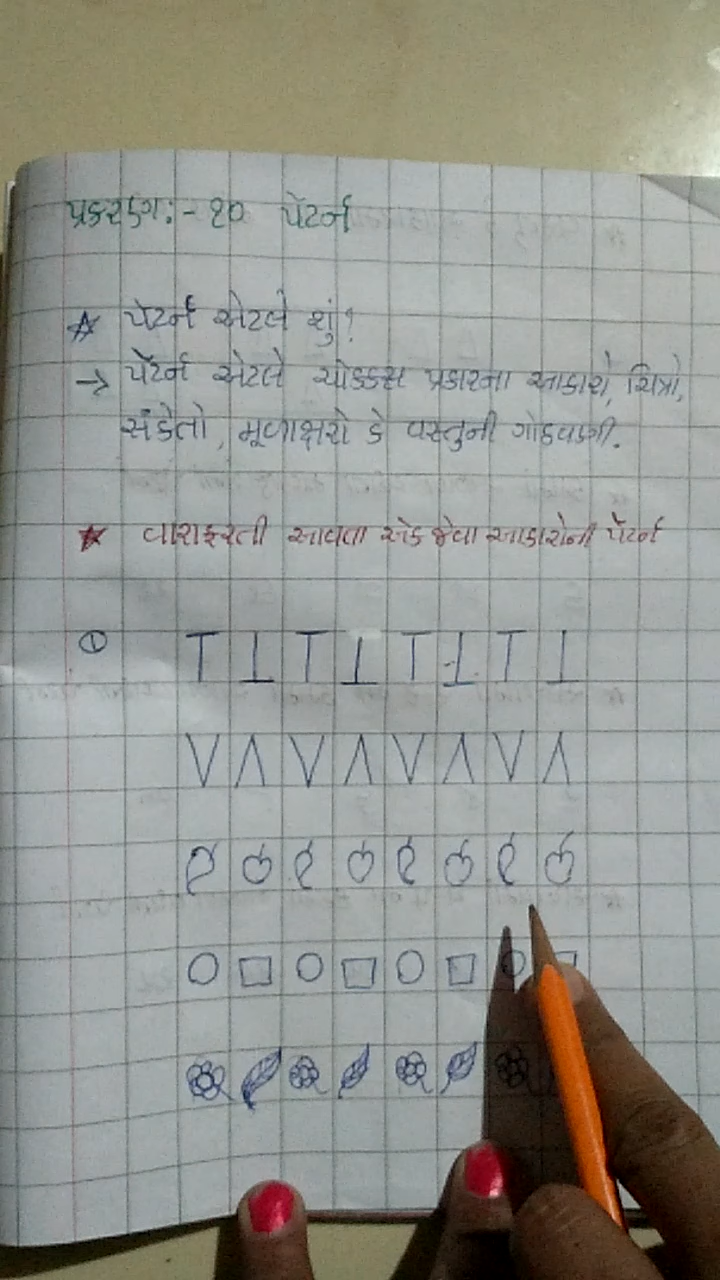 પ્રકરણ:- ૧૦ પેટર્ન
☆ પેટર્ન એટલે શું?
→ પેટર્ન એટલે ચોક્કસ પ્રકારના આકારો, ચિત્રો,
સંકેતો, મૂળાક્ષરો કે વસ્તુની ગોઠવણી.
★ વારાફરતી આવતા એક જેવા આકારોની પેટર્ન
①